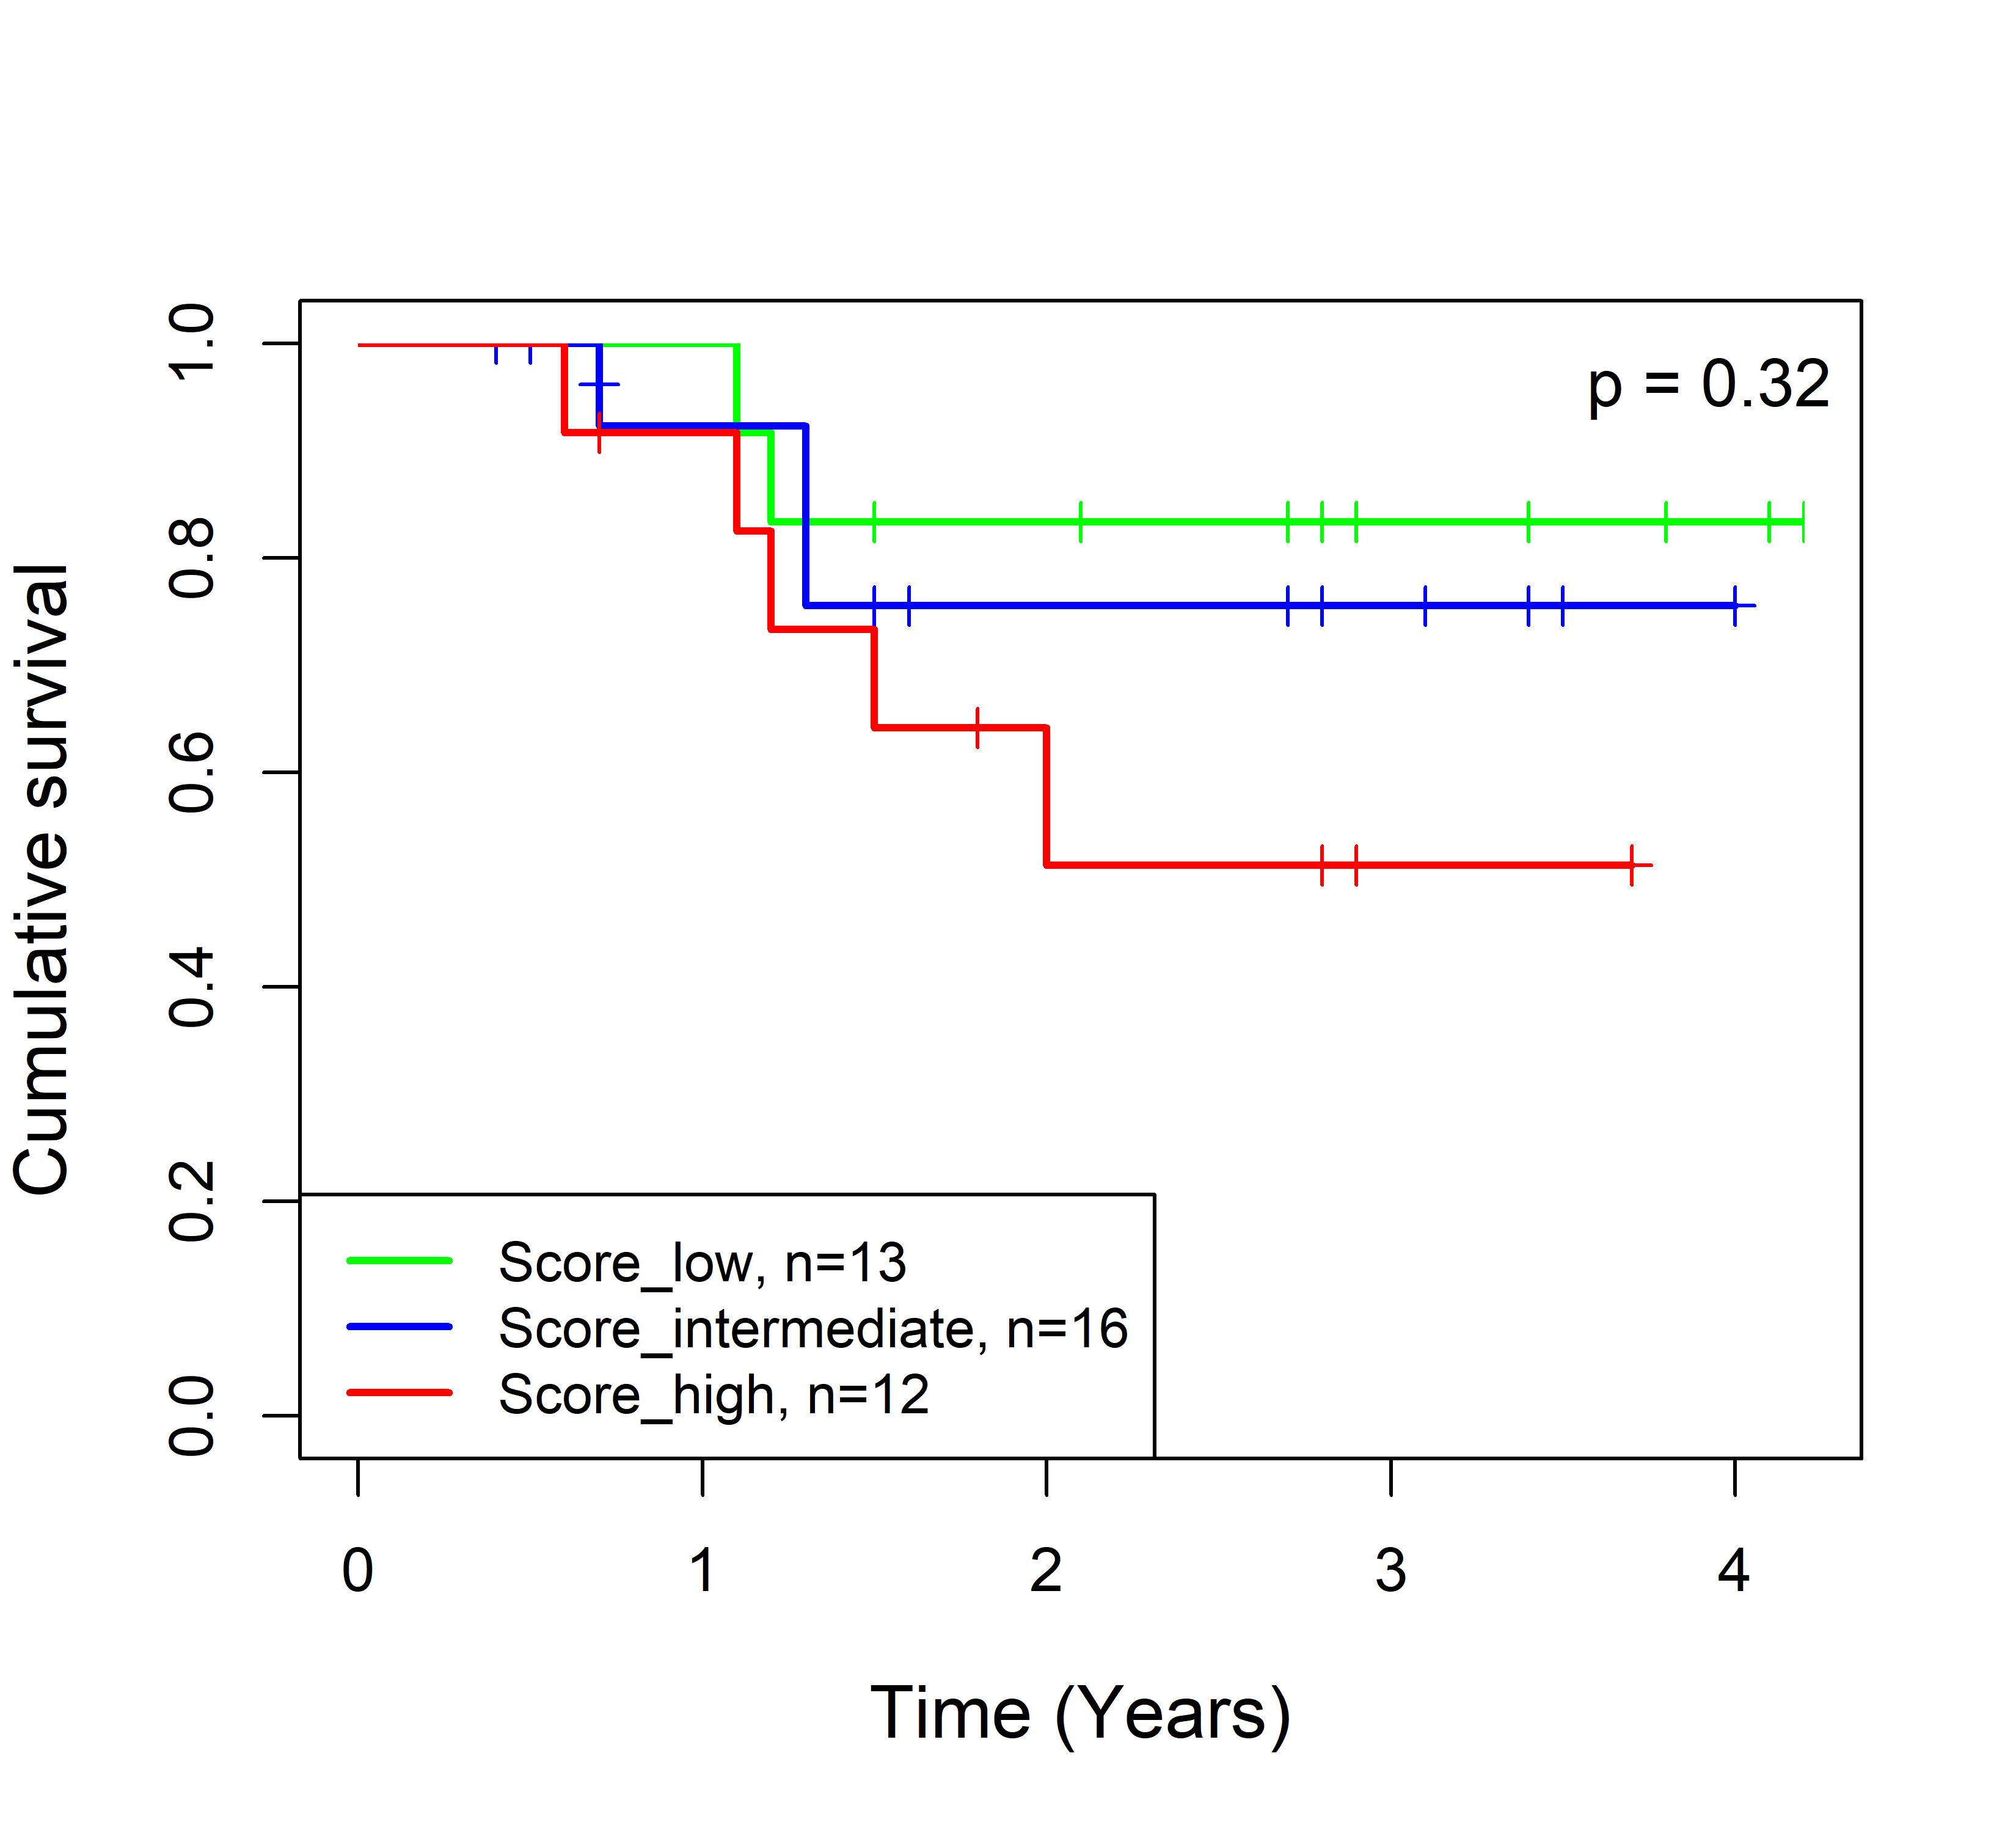 p = 0.32
Cumulative survival
1.0
0.8
0.6
0.4
0.2
0.0
Score_low, n=13
Score_intermediate, n=16
Score_high, n=12
0 1 2 3 4
Time (Years)